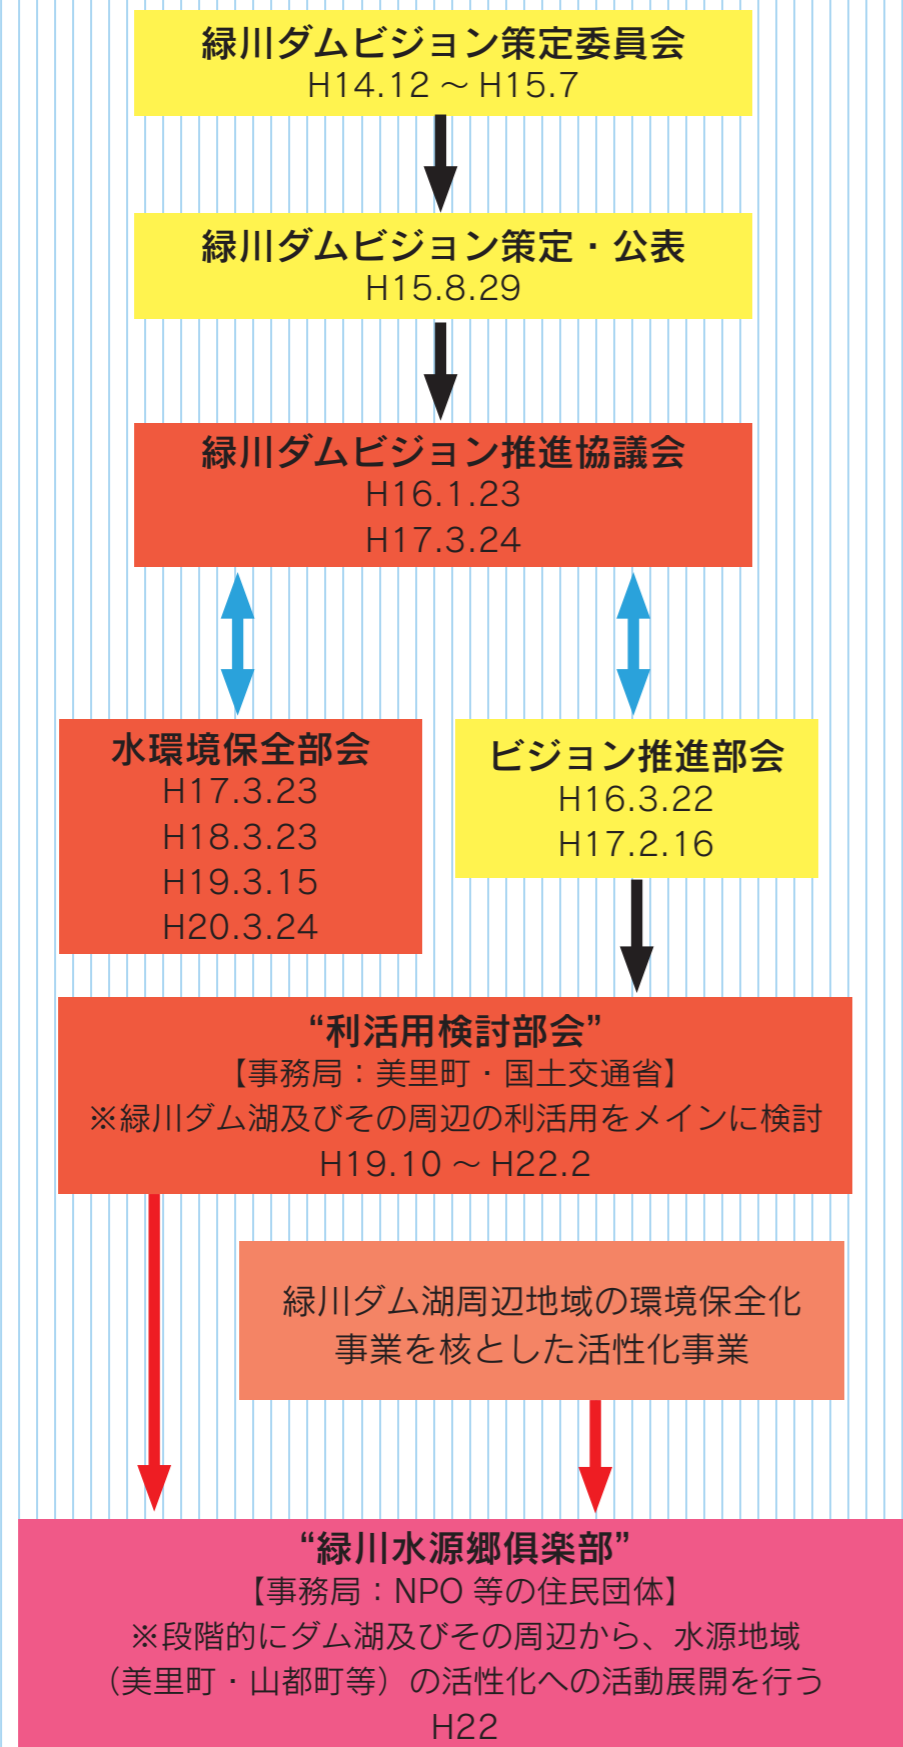 緑川ダムビジョン策定委員会
H14.12 ～ H15.7
緑川ダムビジョン策定・公表
H15.8.29
緑川ダムビジョン推進協議会
H16.1.23
H17.3.24
水環境保全部会
H17.3.23
H18.3.23
H19.3.15
H20.3.24
ビジョン推進部会
H16.3.22
H17.2.16
“利活用検討部会”
【事務局：美里町・国土交通省】
※緑川ダム湖及びその周辺の利活用をメインに検討
H19.10 ～ H22.2
緑川ダム湖周辺地域の環境保全化
事業を核とした活性化事業
“緑川水源郷倶楽部”
【事務局：NPO 等の住民団体】
※段階的にダム湖及びその周辺から、水源地域
（美里町・山都町等）の活性化への活動展開を行う
H22